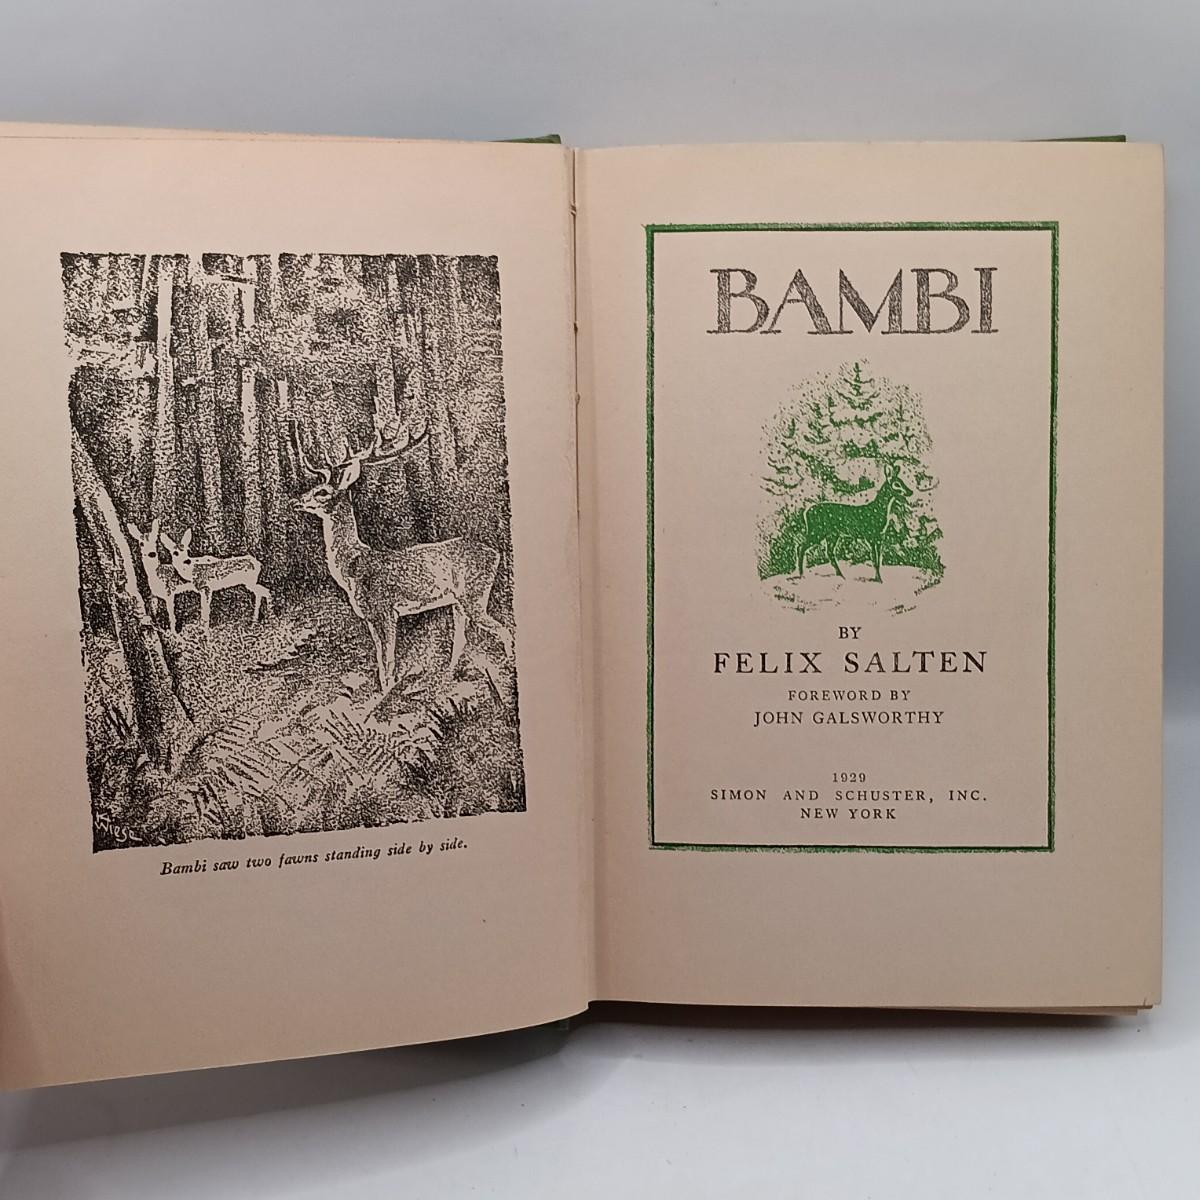 Wiese
Bambi saw two fawns standing side by side.
BAMBI
BY
FELIX SALTEN
FOREWORD BY
JOHN GALSWORTHY
1929
SIMON AND SCHUSTER, INC.
NEW YORK